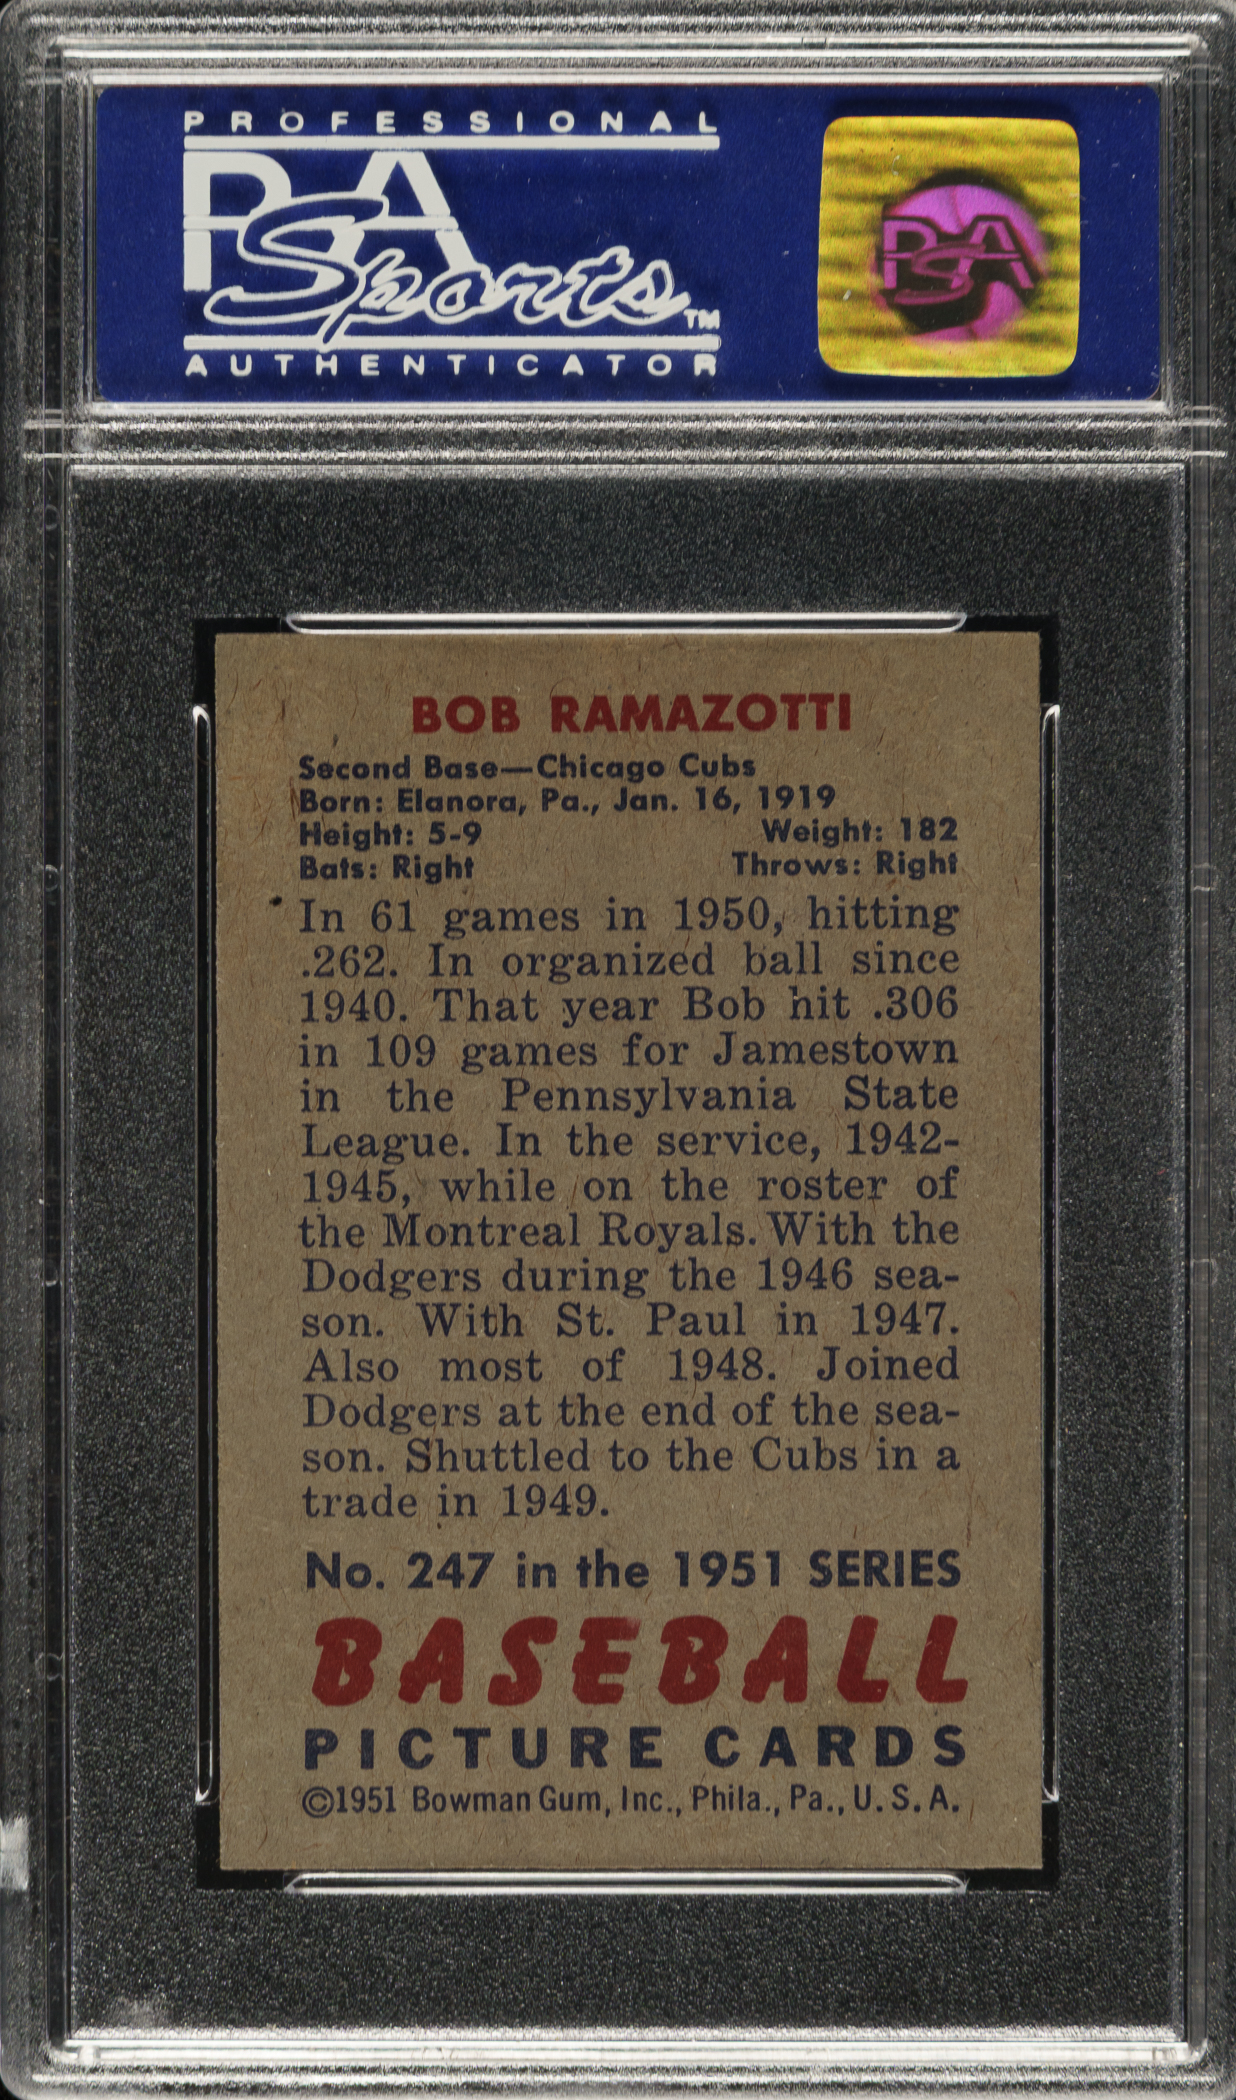 PROFESSIONAL
PSA
Sports™
AUTHENTICATOR
PSA
BOB RAMAZOTTI
Second Base—Chicago Cubs
Born: Elanora, Pa., Jan. 16, 1919
Height: 5-9 Weight: 182
Bats: Right Throws: Right
In 61 games in 1950, hitting
.262. In organized ball since
1940. That year Bob hit .306
in 109 games for Jamestown
in the Pennsylvania State
League. In the service, 1942-
1945, while on the roster of
the Montreal Royals. With the
Dodgers during the 1946 sea-
son. With St. Paul in 1947.
Also most of 1948. Joined
Dodgers at the end of the sea-
son. Shuttled to the Cubs in a
trade in 1949.
No. 247 in the 1951 SERIES
BASEBALL
PICTURE CARDS
©1951 Bowman Gum, Inc., Phila., Pa., U. S. A.